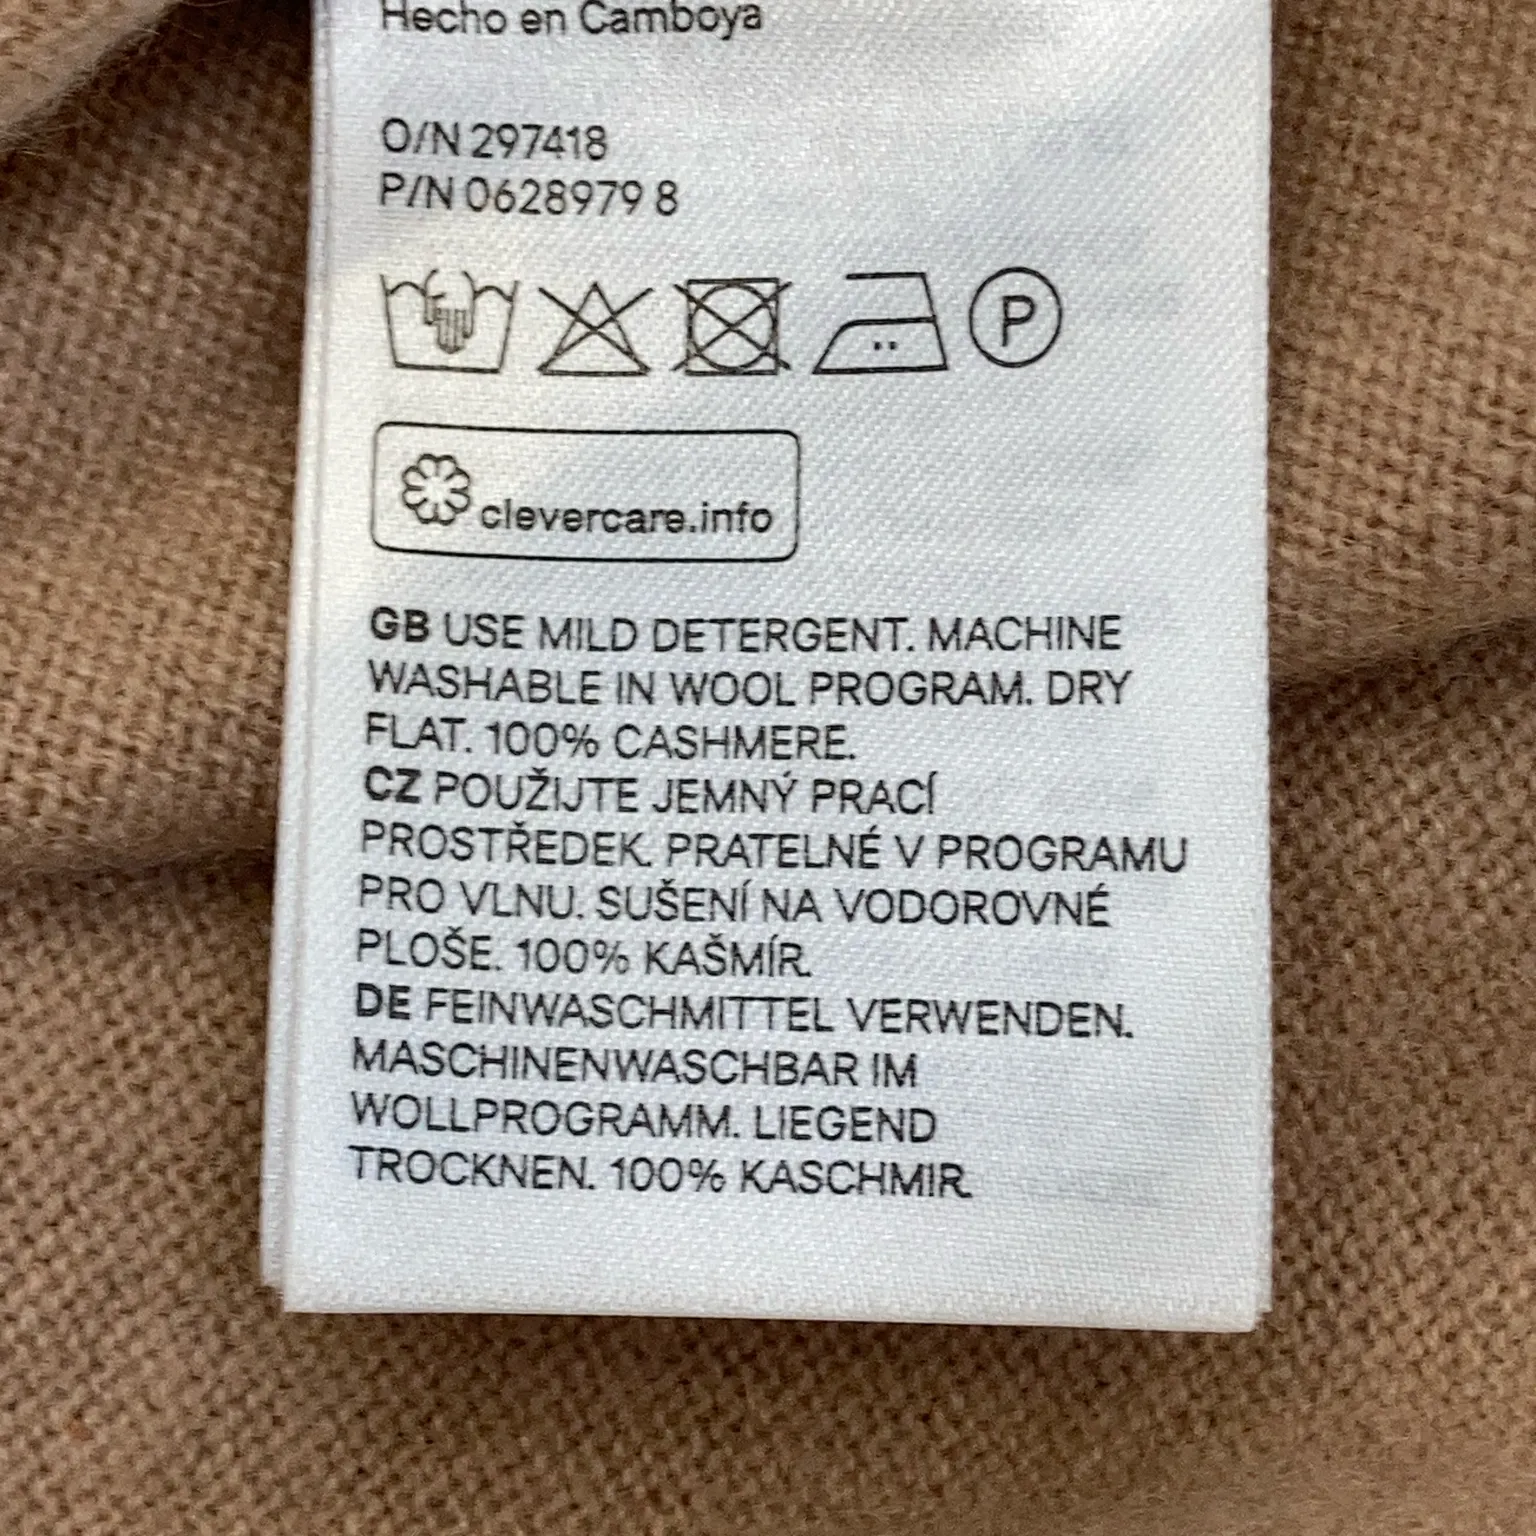 Hecho en Camboya
O/N 297418
P/N 0628979 8
P
clevercare.info
GB USE MILD DETERGENT. MACHINE
WASHABLE IN WOOL PROGRAM. DRY
FLAT. 100% CASHMERE.
CZ POUŽIJTE JEMNÝ PRACÍ
PROSTŘEDEK. PRATELNÉ V PROGRAMU
PRO VLNU. SUŠENÍ NA VODOROVNÉ
PLOŠE. 100% KAŠMÍR.
DE FEINWASCHMITTEL VERWENDEN.
MASCHINENWASCHBAR IM
WOLLPROGRAMM. LIEGEND
TROCKNEN. 100% KASCHMIR.